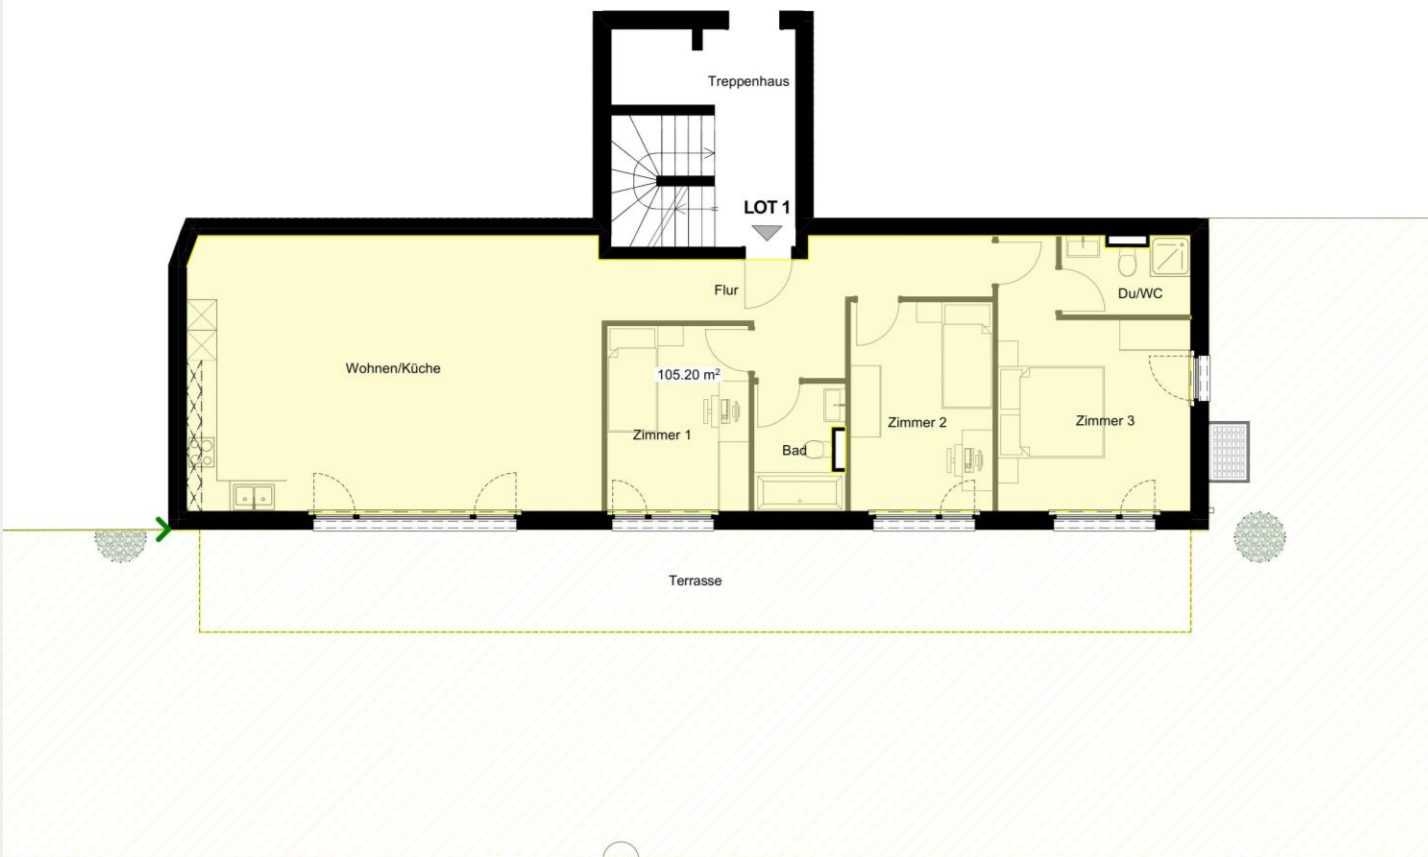 Treppenhaus
LOT 1
Flur
Du/WC
Wohnen/Küche
105.20 m²
Zimmer 1
Bad
Zimmer 2
Zimmer 3
Terrasse